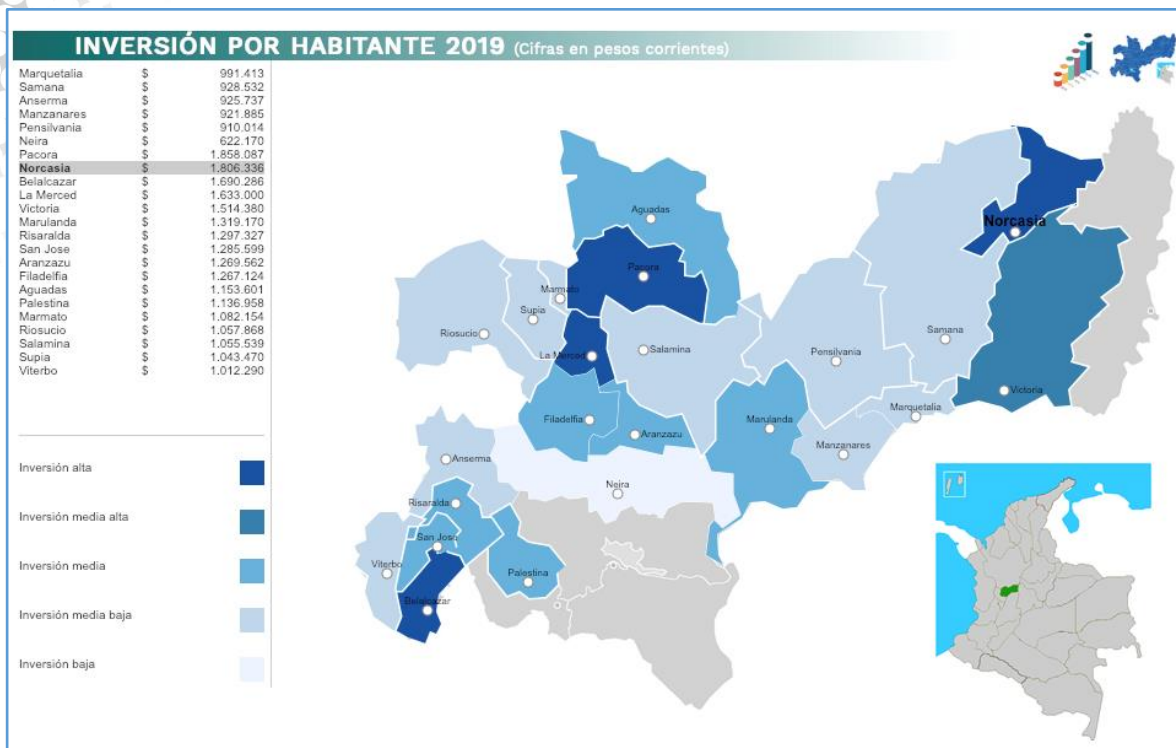 INVERSIÓN POR HABITANTE 2019 (Cifras en pesos corrientes)
Marquetalia $ 991.413
Samana $ 928.532
Anserma $ 925.737
Manzanares $ 921.885
Pensilvania $ 910.014
Neira $ 622.170
Pacora $ 1.858.087
Norcasia $ 1.806.336
Belalcazar $ 1.690.286
La Merced $ 1.633.000
Victoria $ 1.514.380
Marulanda $ 1.319.170
Risaralda $ 1.297.327
San Jose $ 1.285.599
Aranzazu $ 1.269.562
Filadelfia $ 1.267.124
Aguadas $ 1.153.601
Palestina $ 1.136.958
Marmato $ 1.082.154
Riosucio $ 1.057.868
Salamina $ 1.055.539
Supia $ 1.043.470
Viterbo $ 1.012.290
Inversión alta
Inversión media alta
Inversión media
Inversión media baja
Inversión baja
Aguadas
Norcasia
Pacora
Marmato
Supia
Riosucio
Samana
La Merced
Salamina
Pensilvania
Victoria
Marquetalia
Filadelfia
Aranzazu
Marulanda
Manzanares
Anserma
Neira
Risaralda
San Jose
Viterbo
Palestina
Belalcazar